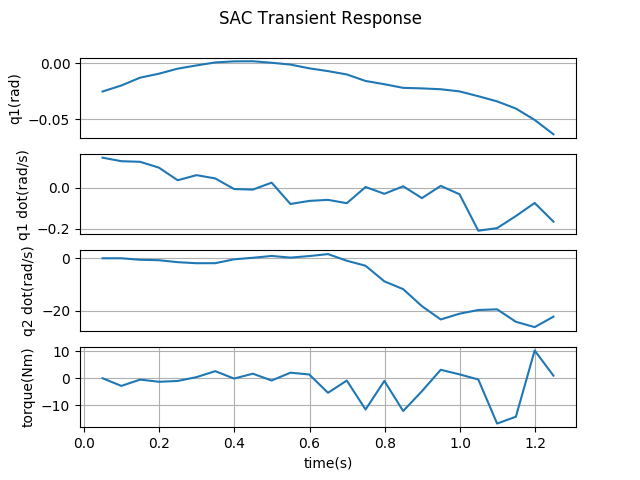 SAC Transient Response
0.00
−0.05
q1(rad)
0.0
−0.2
q1 dot(rad/s)
0
−20
q2 dot(rad/s)
10
0
−10
torque(Nm)
0.0 0.2 0.4 0.6 0.8 1.0 1.2
time(s)